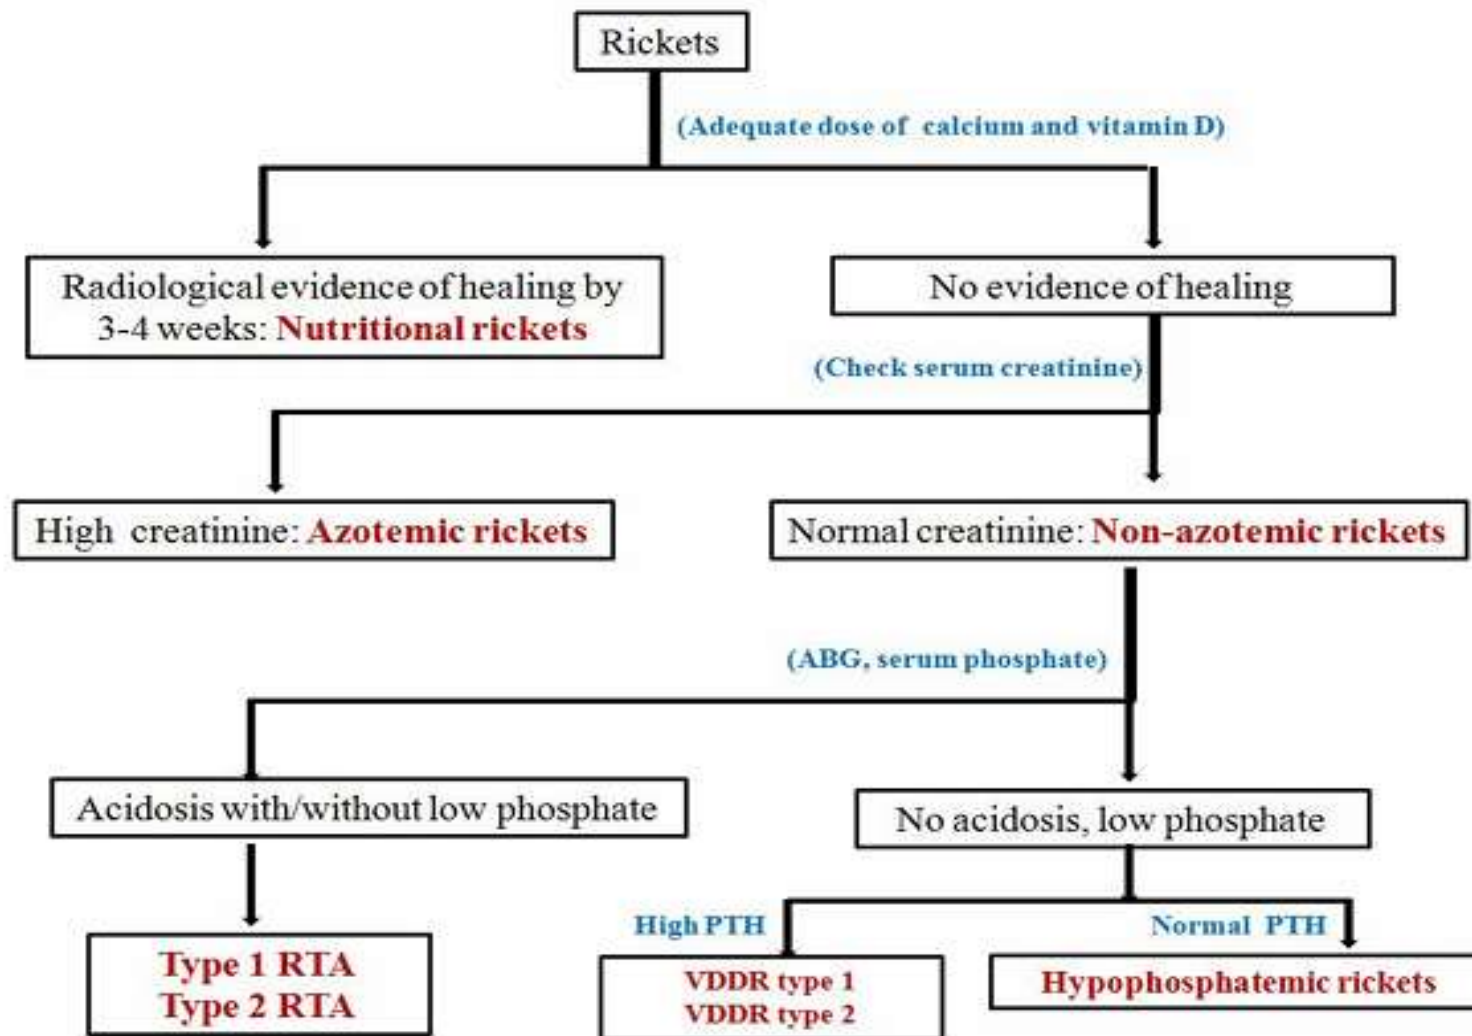 Rickets
(Adequate dose of calcium and vitamin D)
Radiological evidence of healing by
3-4 weeks: Nutritional rickets
No evidence of healing
(Check serum creatinine)
High creatinine: Azotemic rickets
Normal creatinine: Non-azotemic rickets
(ABG, serum phosphate)
Acidosis with/without low phosphate
No acidosis, low phosphate
High PTH
Normal PTH
Type 1 RTA
Type 2 RTA
VDDR type 1
VDDR type 2
Hypophosphatemic rickets